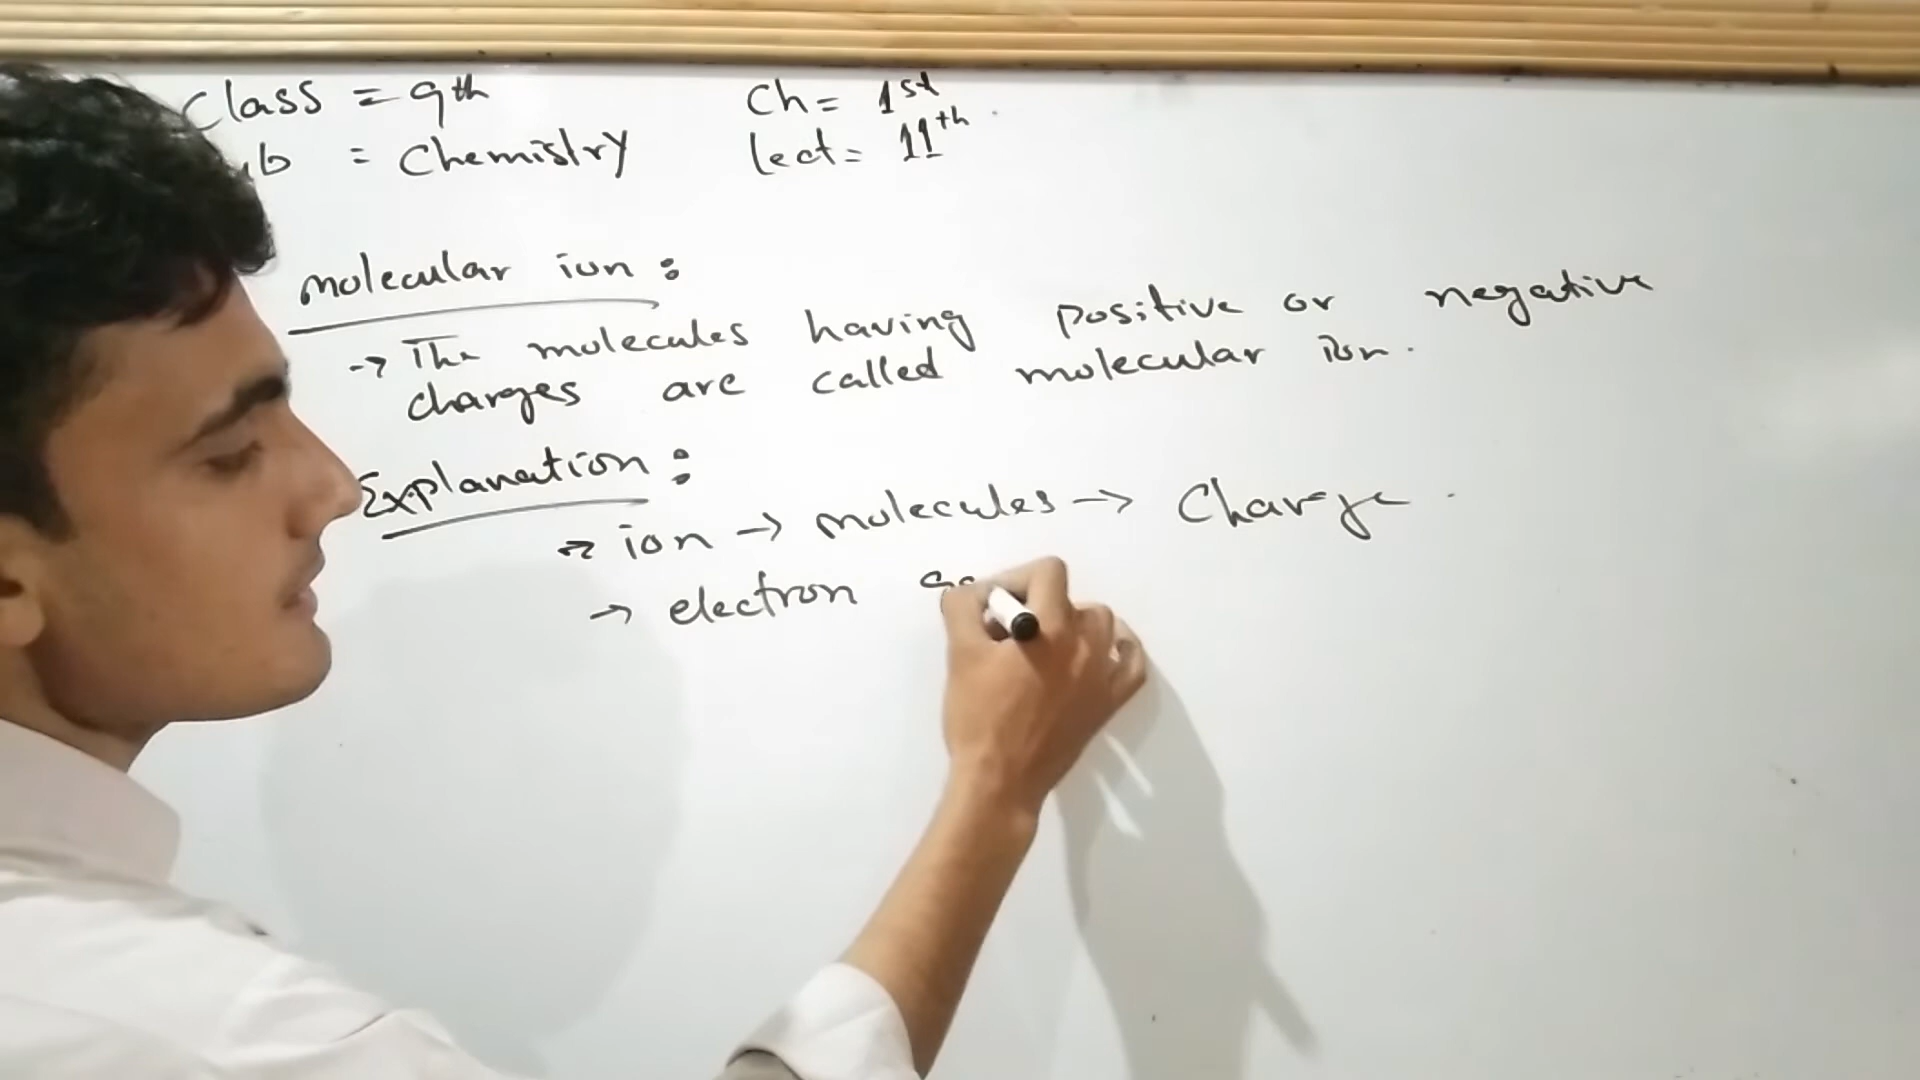 Class = 9th Ch = 1st
ub = Chemistry lect = 11th
molecular ion :
→ The molecules having positive or negative
charges are called molecular ion.
Explanation :
→ ion → molecules → Charge .
→ electron